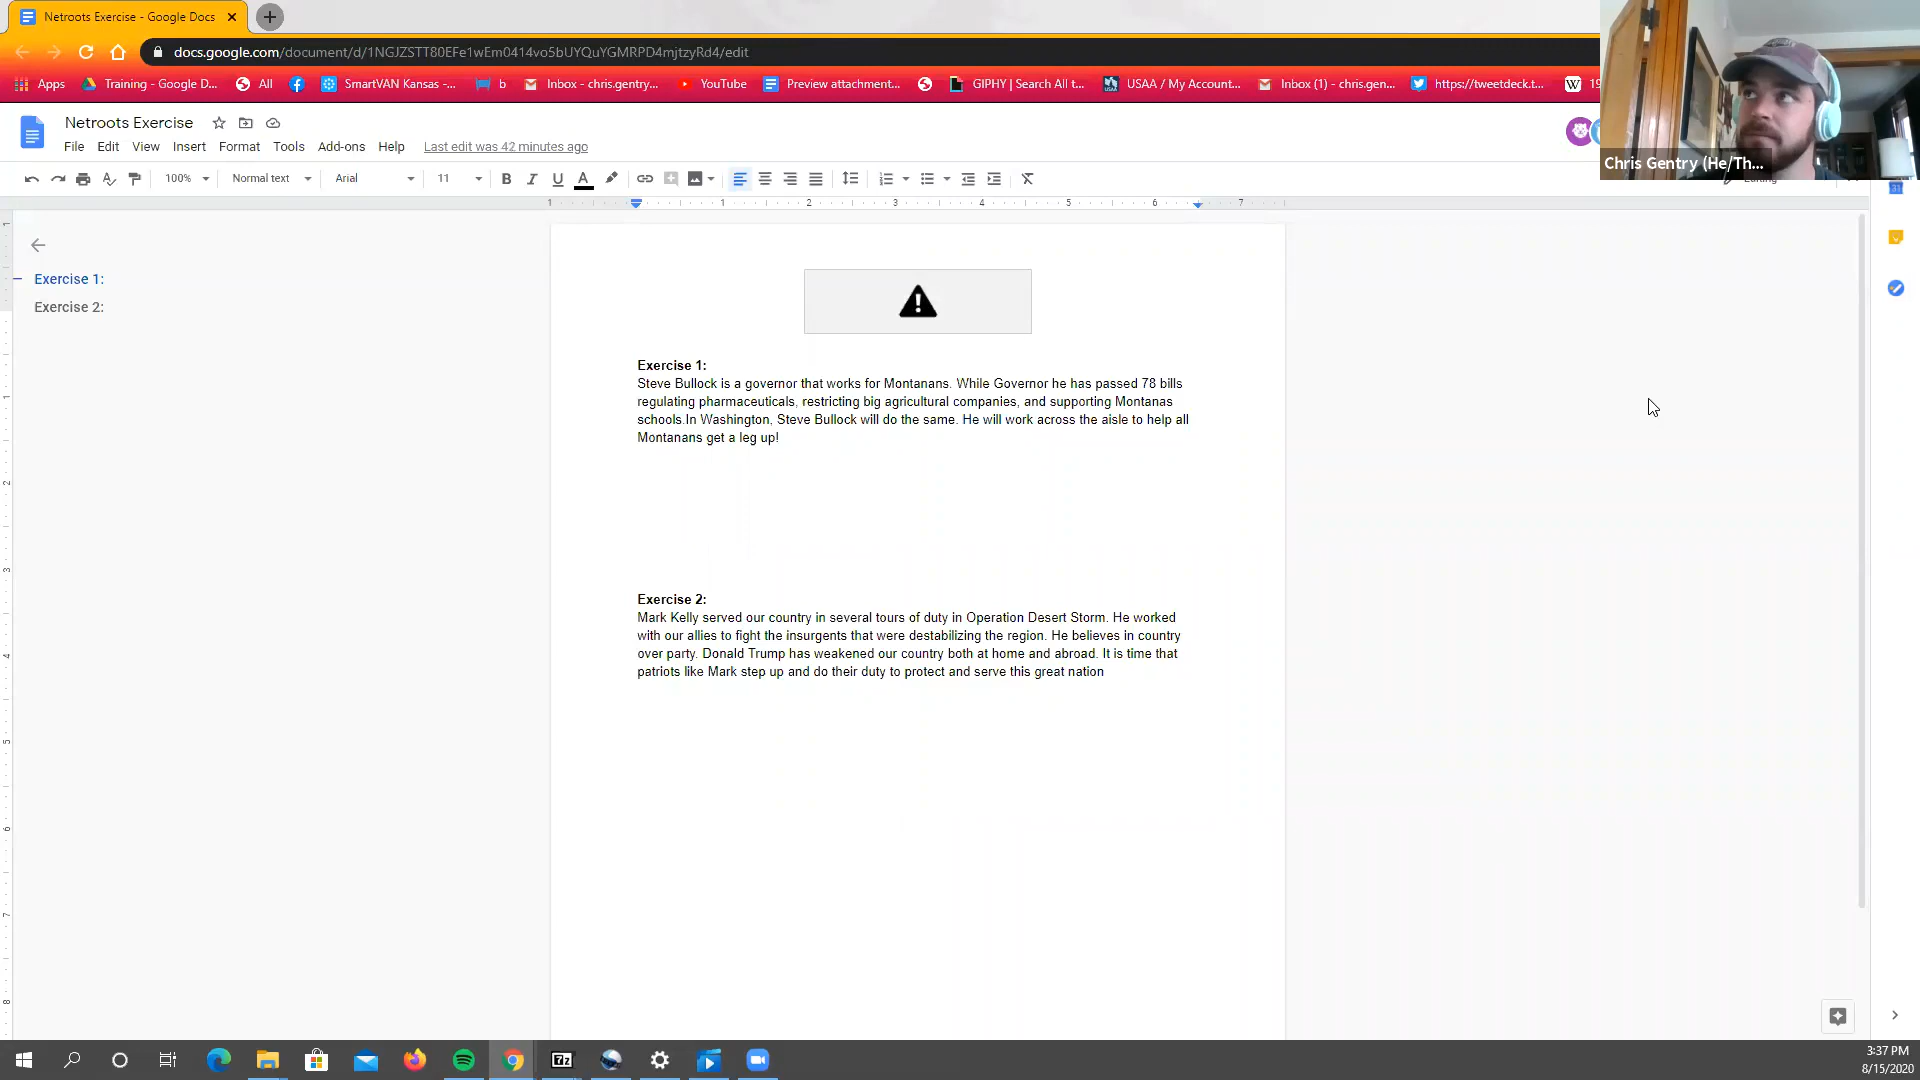 Netroots Exercise - Google Docs
docs.google.com/document/d/1NGJZSTT80EFe1wEm0414vo5bUYQuYGMRPD4mjtzyRd4/edit
Apps Training - Google D... All SmartVAN Kansas -... b Inbox - chris.gentry... YouTube Preview attachment... GIPHY | Search All t... USAA / My Account... Inbox (1) - chris.gen... https://tweetdeck.t... 19
Netroots Exercise
File Edit View Insert Format Tools Add-ons Help Last edit was 42 minutes ago
Chris Gentry (He/Th...
100% Normal text Arial 11
1 1 2 3 4 5 6 7
Exercise 1:
Exercise 2:
Exercise 1:
Steve Bullock is a governor that works for Montanans. While Governor he has passed 78 bills
regulating pharmaceuticals, restricting big agricultural companies, and supporting Montanas
schools.In Washington, Steve Bullock will do the same. He will work across the aisle to help all
Montanans get a leg up!
Exercise 2:
Mark Kelly served our country in several tours of duty in Operation Desert Storm. He worked
with our allies to fight the insurgents that were destabilizing the region. He believes in country
over party. Donald Trump has weakened our country both at home and abroad. It is time that
patriots like Mark step up and do their duty to protect and serve this great nation
3:37 PM
8/15/2020